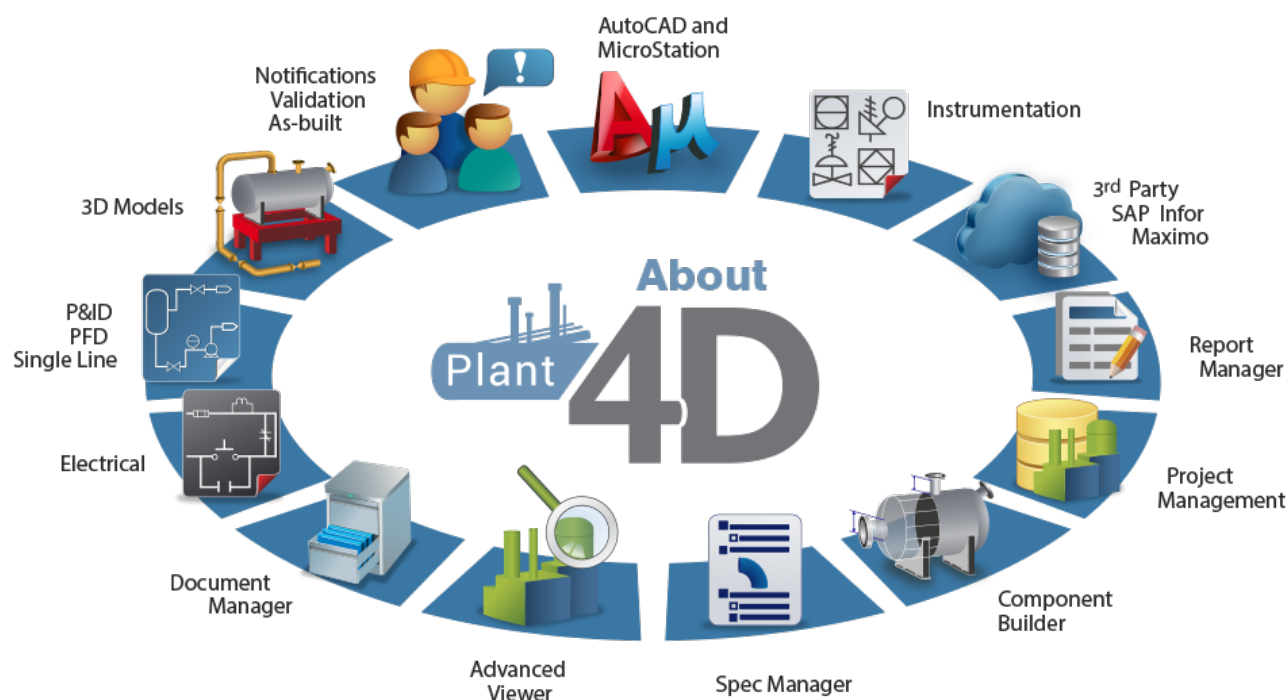 AutoCAD and
MicroStation
Notifications
Validation
As-built
!
A μ
Instrumentation
3D Models
3rd Party
SAP Infor
Maximo
About
Plant 4D
P&ID
PFD
Single Line
Report
Manager
Electrical
Project
Management
Document
Manager
Component
Builder
Advanced
Viewer
Spec Manager